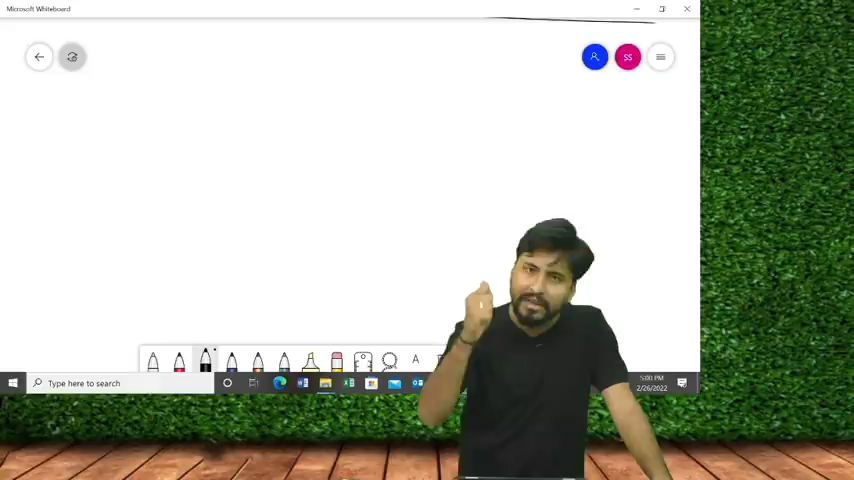 Microsoft Whiteboard
SS
A
Type here to search
5:00 PM
2/26/2022